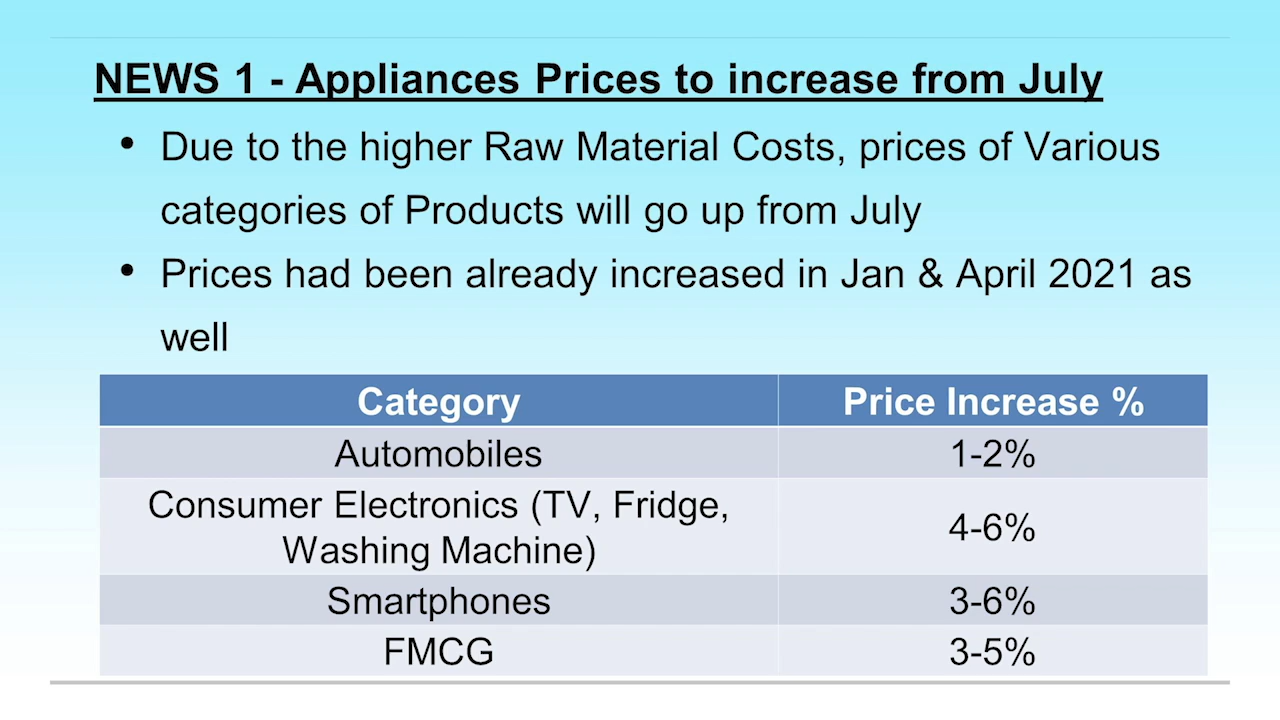 NEWS 1 - Appliances Prices to increase from July
• Due to the higher Raw Material Costs, prices of Various
categories of Products will go up from July
• Prices had been already increased in Jan & April 2021 as
well
Category Price Increase %
Automobiles 1-2%
Consumer Electronics (TV, Fridge,
Washing Machine) 4-6%
Smartphones 3-6%
FMCG 3-5%